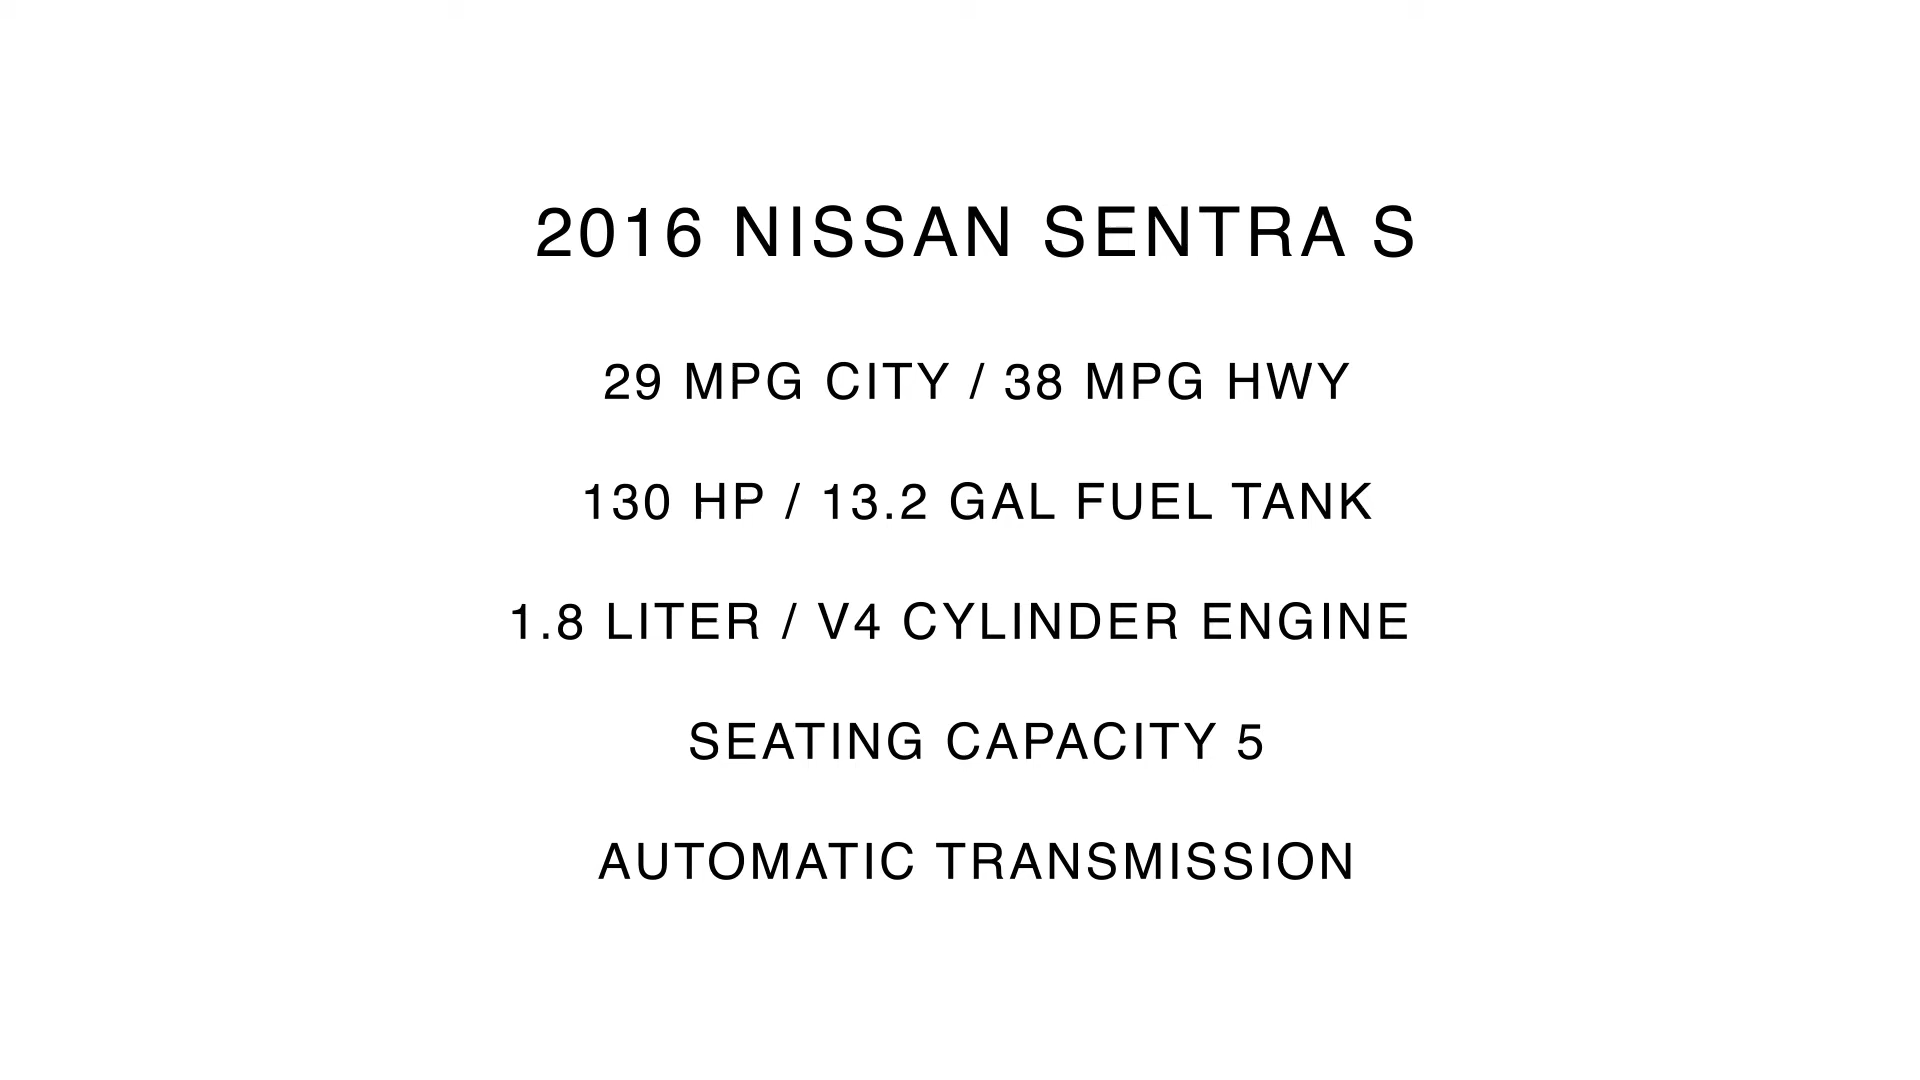 2016 NISSAN SENTRA S
29 MPG CITY / 38 MPG HWY
130 HP / 13.2 GAL FUEL TANK
1.8 LITER / V4 CYLINDER ENGINE
SEATING CAPACITY 5
AUTOMATIC TRANSMISSION